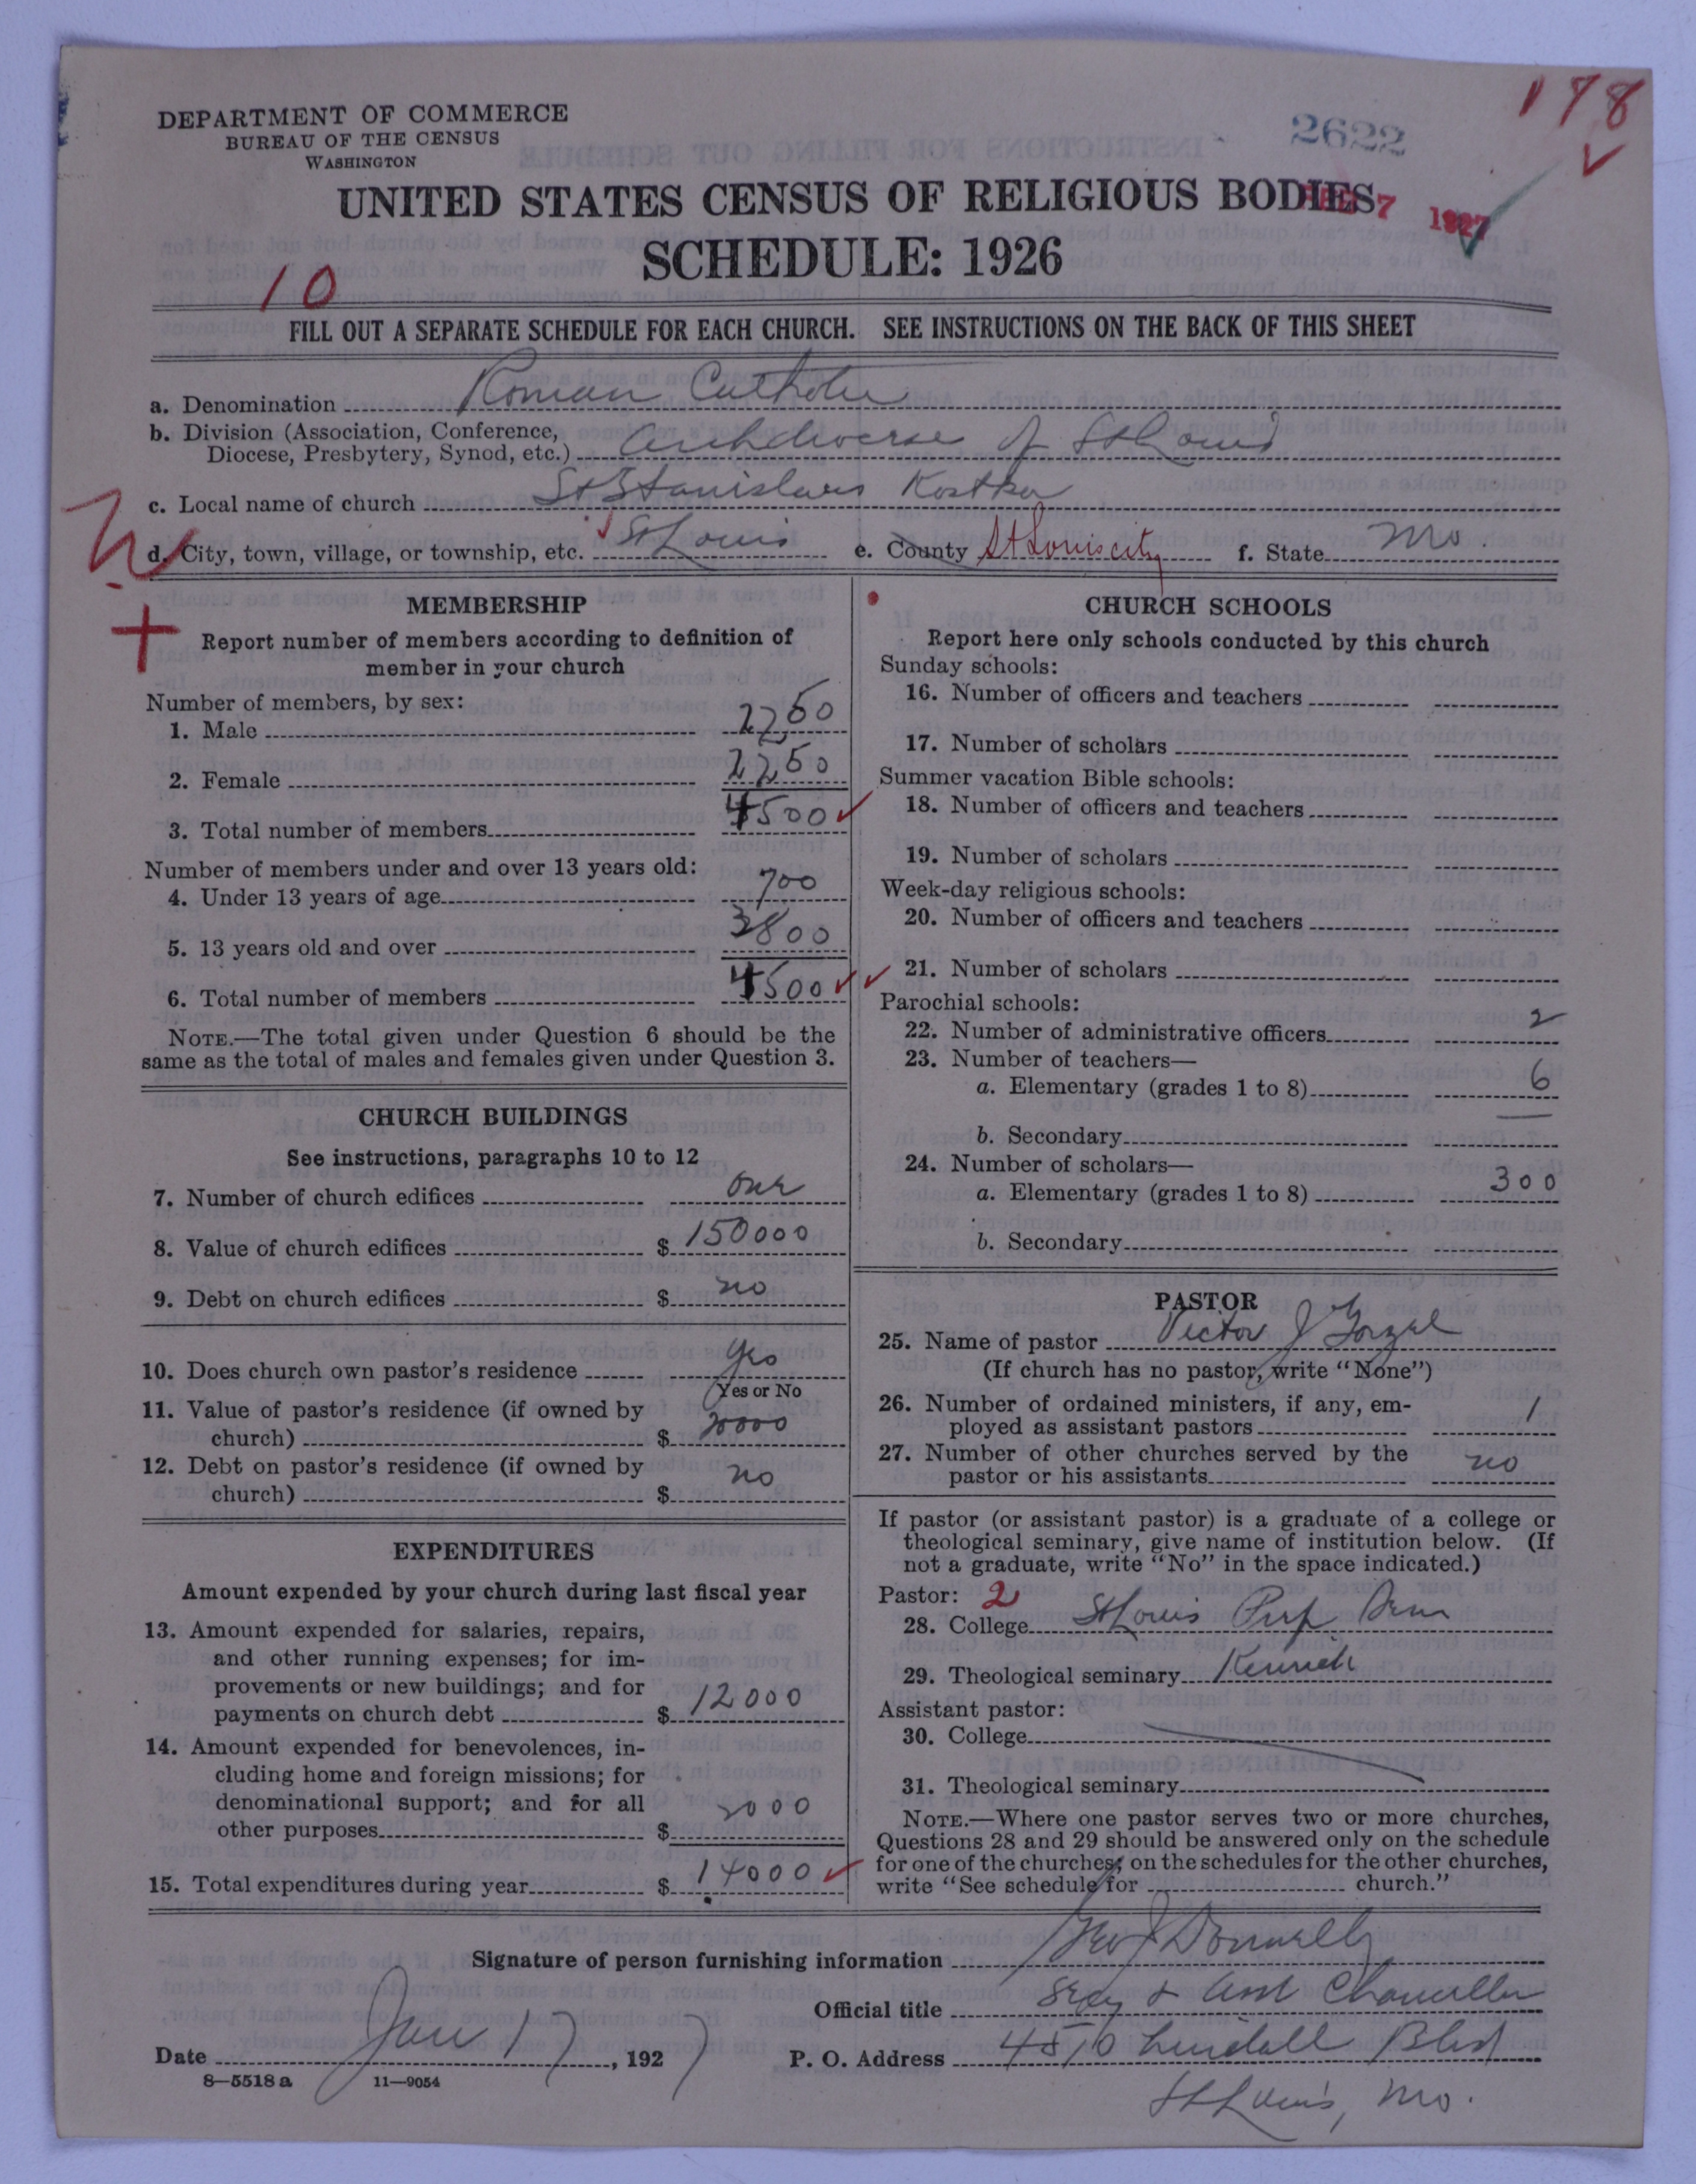 DEPARTMENT OF COMMERCE
BUREAU OF THE CENSUS
WASHINGTON
2622
178
UNITED STATES CENSUS OF RELIGIOUS BODIES
7 1927
SCHEDULE: 1926
10
FILL OUT A SEPARATE SCHEDULE FOR EACH CHURCH. SEE INSTRUCTIONS ON THE BACK OF THIS SHEET
a. Denomination Roman Catholic
b. Division (Association, Conference,
Diocese, Presbytery, Synod, etc.) Archdiocese of St Louis
c. Local name of church St Stanislaus Kostka
d. City, town, village, or township, etc. St Louis e. County St Louis city f. State Mo.
MEMBERSHIP
Report number of members according to definition of
member in your church
Number of members, by sex:
1. Male 2250
2. Female 2250
3. Total number of members 4500
Number of members under and over 13 years old:
4. Under 13 years of age 700
5. 13 years old and over 3800
6. Total number of members 4500
NOTE.—The total given under Question 6 should be the
same as the total of males and females given under Question 3.
CHURCH BUILDINGS
See instructions, paragraphs 10 to 12
7. Number of church edifices one
8. Value of church edifices $ 150000
9. Debt on church edifices $ no
10. Does church own pastor's residence yes
Yes or No
11. Value of pastor's residence (if owned by
church) $ 20000
12. Debt on pastor's residence (if owned by
church) $ no
EXPENDITURES
Amount expended by your church during last fiscal year
13. Amount expended for salaries, repairs,
and other running expenses; for im-
provements or new buildings; and for
payments on church debt $ 12000
14. Amount expended for benevolences, in-
cluding home and foreign missions; for
denominational support; and for all
other purposes $ 2000
15. Total expenditures during year $ 14000
CHURCH SCHOOLS
Report here only schools conducted by this church
Sunday schools:
16. Number of officers and teachers
17. Number of scholars
Summer vacation Bible schools:
18. Number of officers and teachers
19. Number of scholars
Week-day religious schools:
20. Number of officers and teachers
21. Number of scholars
Parochial schools:
22. Number of administrative officers 2
23. Number of teachers—
a. Elementary (grades 1 to 8) 6
b. Secondary —
24. Number of scholars—
a. Elementary (grades 1 to 8) 300
b. Secondary
PASTOR
25. Name of pastor Victor J
(If church has no pastor, write "None")
26. Number of ordained ministers, if any, em-
ployed as assistant pastors 1
27. Number of other churches served by the
pastor or his assistants no
If pastor (or assistant pastor) is a graduate of a college or
theological seminary, give name of institution below. (If
not a graduate, write "No" in the space indicated.)
Pastor: 2
28. College St Louis Prep Sem
29. Theological seminary Kenrick
Assistant pastor:
30. College
31. Theological seminary
NOTE.—Where one pastor serves two or more churches,
Questions 28 and 29 should be answered only on the schedule
for one of the churches; on the schedules for the other churches,
write "See schedule for church."
Signature of person furnishing information Geo J Donnelly
Official title Secy & Asst Chancellor
Date Jan 17, 1927 P. O. Address 4510 Lindell Blvd
8—5518 a 11—9054
St Louis, Mo.